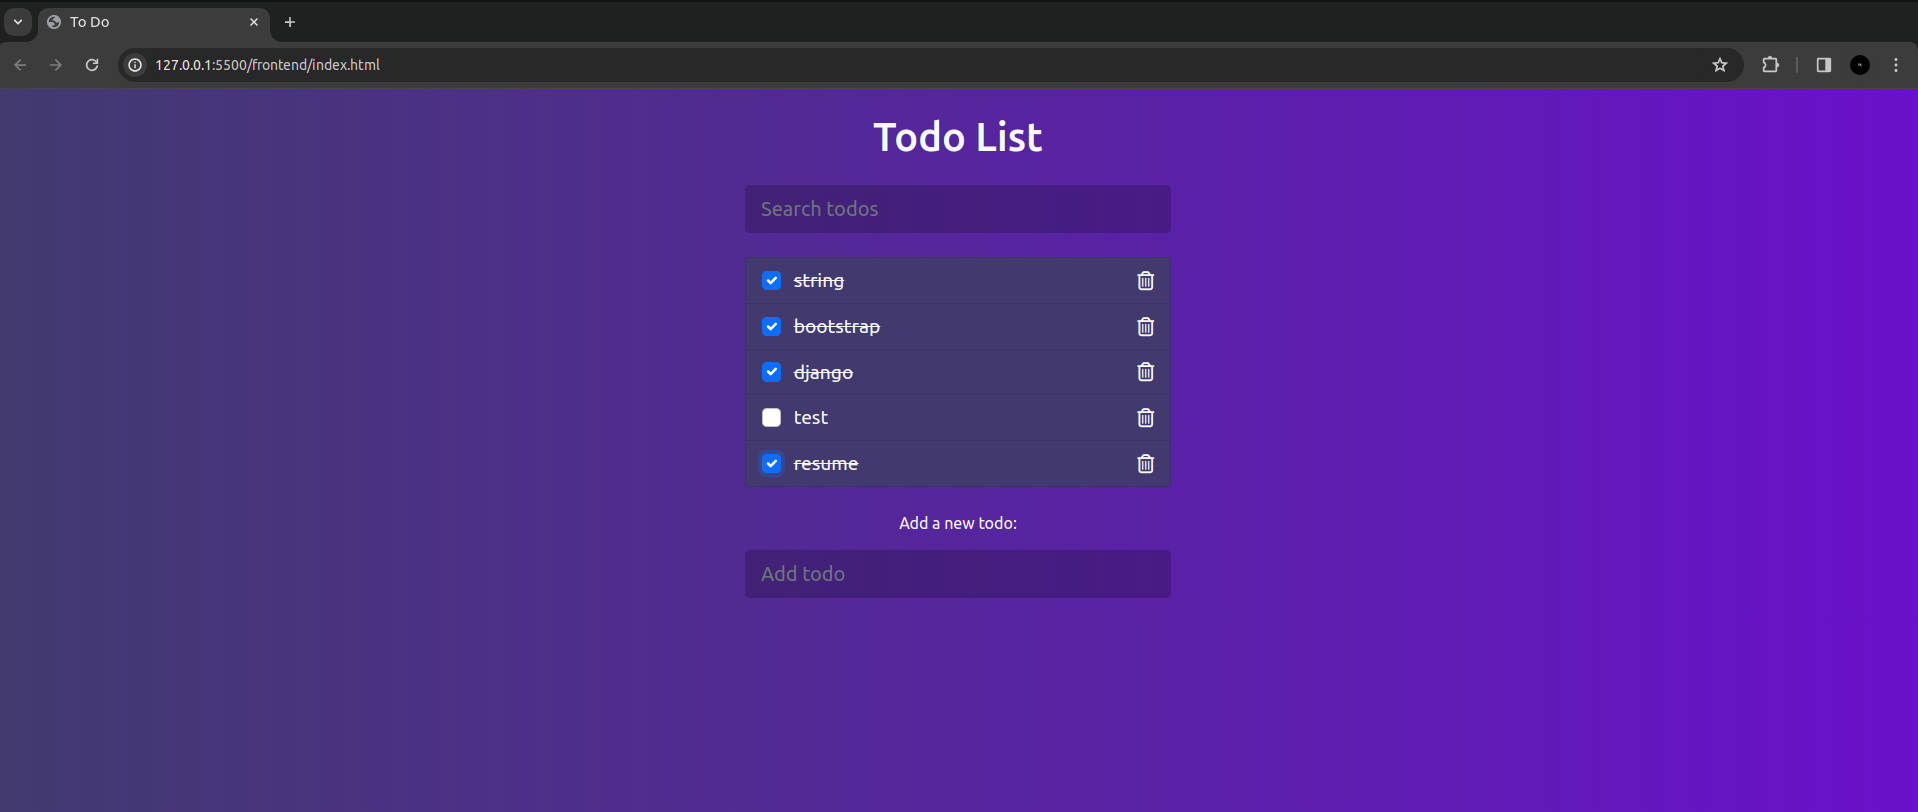 To Do
127.0.0.1:5500/frontend/index.html
Todo List
Search todos
string
bootstrap
django
test
resume
Add a new todo:
Add todo